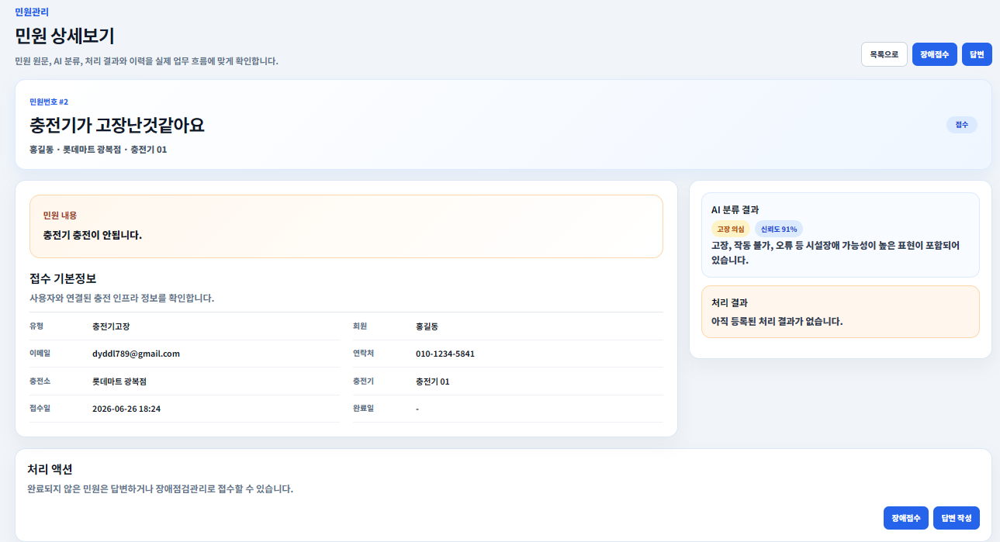 민원관리
민원 상세보기
민원 원문, AI 분류, 처리 결과와 이력을 실제 업무 흐름에 맞게 확인합니다.
목록으로
장애접수
답변
민원번호 #2
충전기가 고장난것같아요
홍길동 · 롯데마트 광복점 · 충전기 01
접수
민원 내용
충전기 충전이 안됩니다.
접수 기본정보
사용자와 연결된 충전 인프라 정보를 확인합니다.
유형 충전기고장 회원 홍길동
이메일 dyddl789@gmail.com 연락처 010-1234-5841
충전소 롯데마트 광복점 충전기 충전기 01
접수일 2026-06-26 18:24 완료일 -
AI 분류 결과
고장 의심 신뢰도 91%
고장, 작동 불가, 오류 등 시설장애 가능성이 높은 표현이 포함되어
있습니다.
처리 결과
아직 등록된 처리 결과가 없습니다.
처리 액션
완료되지 않은 민원은 답변하거나 장애점검관리로 접수할 수 있습니다.
장애접수
답변 작성